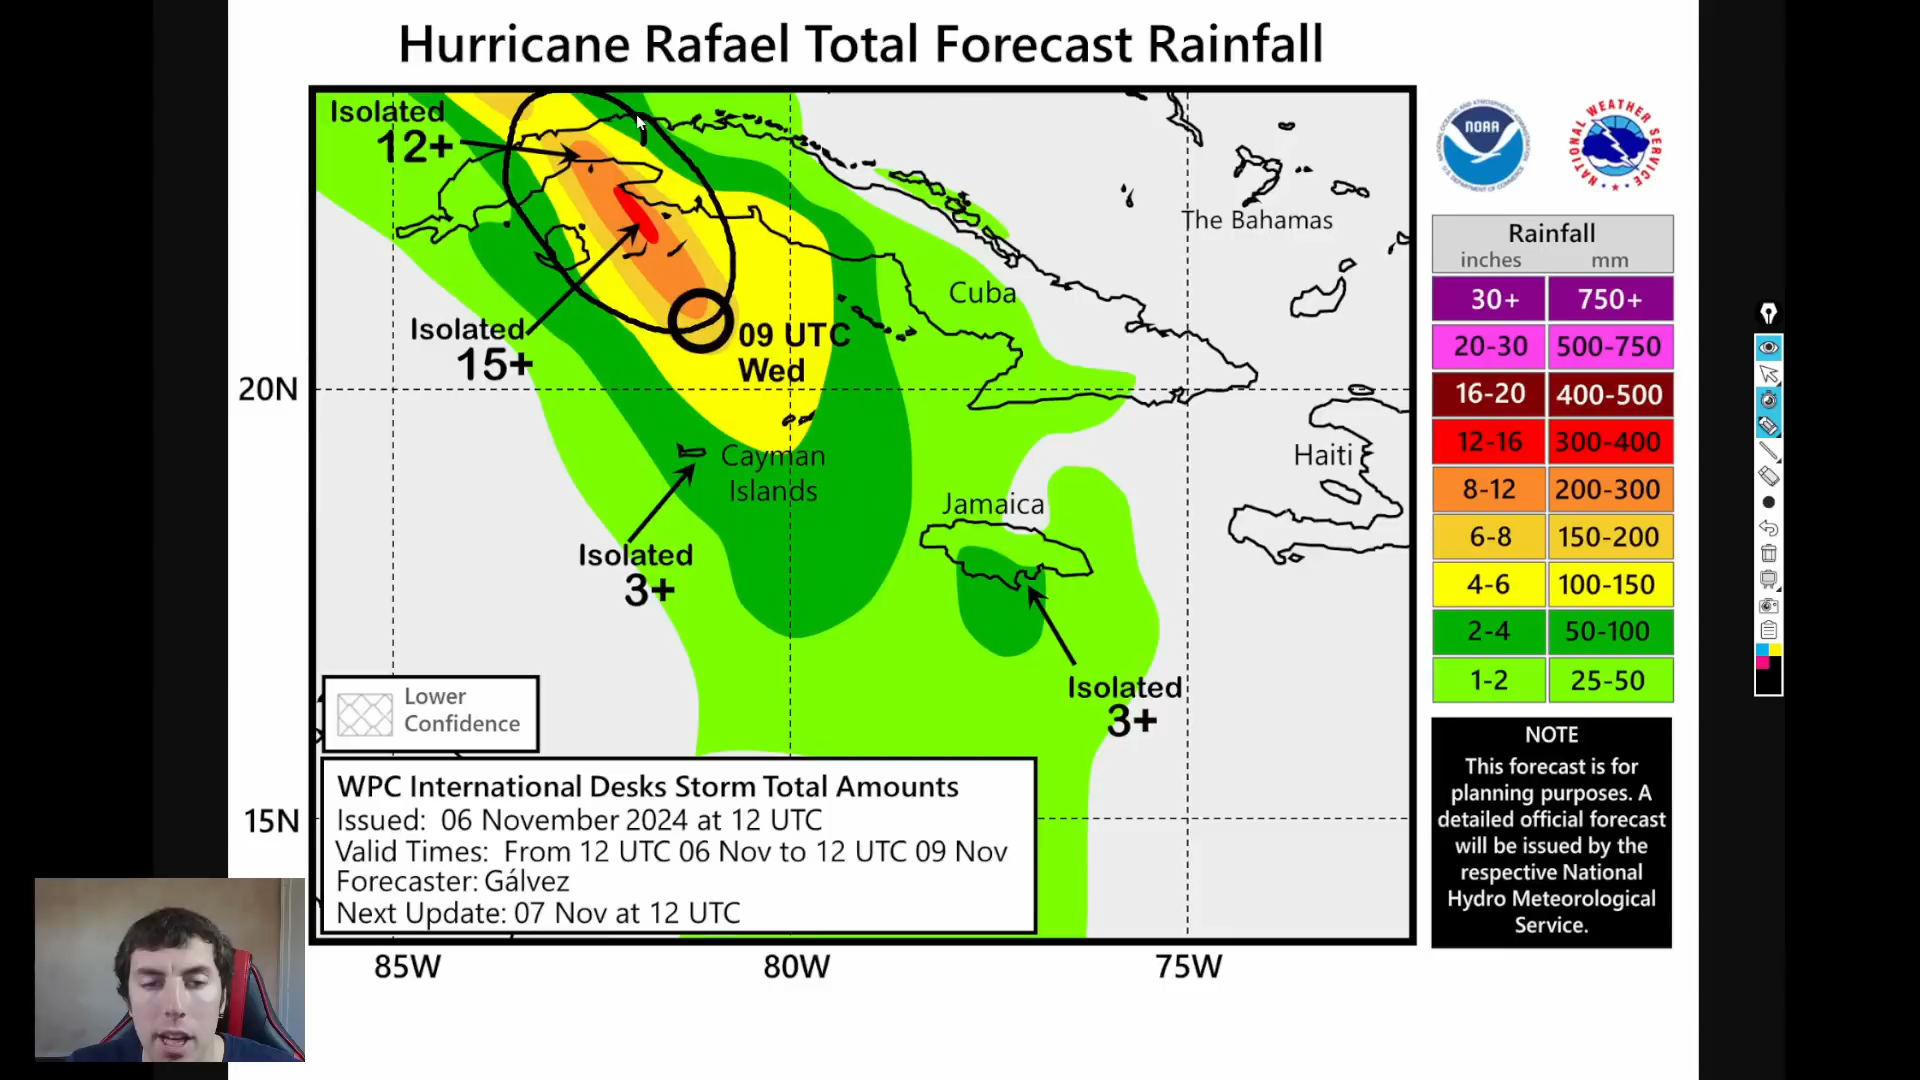 Hurricane Rafael Total Forecast Rainfall
Isolated
12+
Isolated
15+
09 UTC
Wed
The Bahamas
Cuba
Haiti
Cayman
Islands
Jamaica
Isolated
3+
Isolated
3+
20N
15N
85W
80W
75W
Lower
Confidence
WPC International Desks Storm Total Amounts
Issued: 06 November 2024 at 12 UTC
Valid Times: From 12 UTC 06 Nov to 12 UTC 09 Nov
Forecaster: Gálvez
Next Update: 07 Nov at 12 UTC
NOAA
NATIONAL WEATHER SERVICE
Rainfall
inches mm
30+ 750+
20-30 500-750
16-20 400-500
12-16 300-400
8-12 200-300
6-8 150-200
4-6 100-150
2-4 50-100
1-2 25-50
NOTE
This forecast is for
planning purposes. A
detailed official forecast
will be issued by the
respective National
Hydro Meteorological
Service.